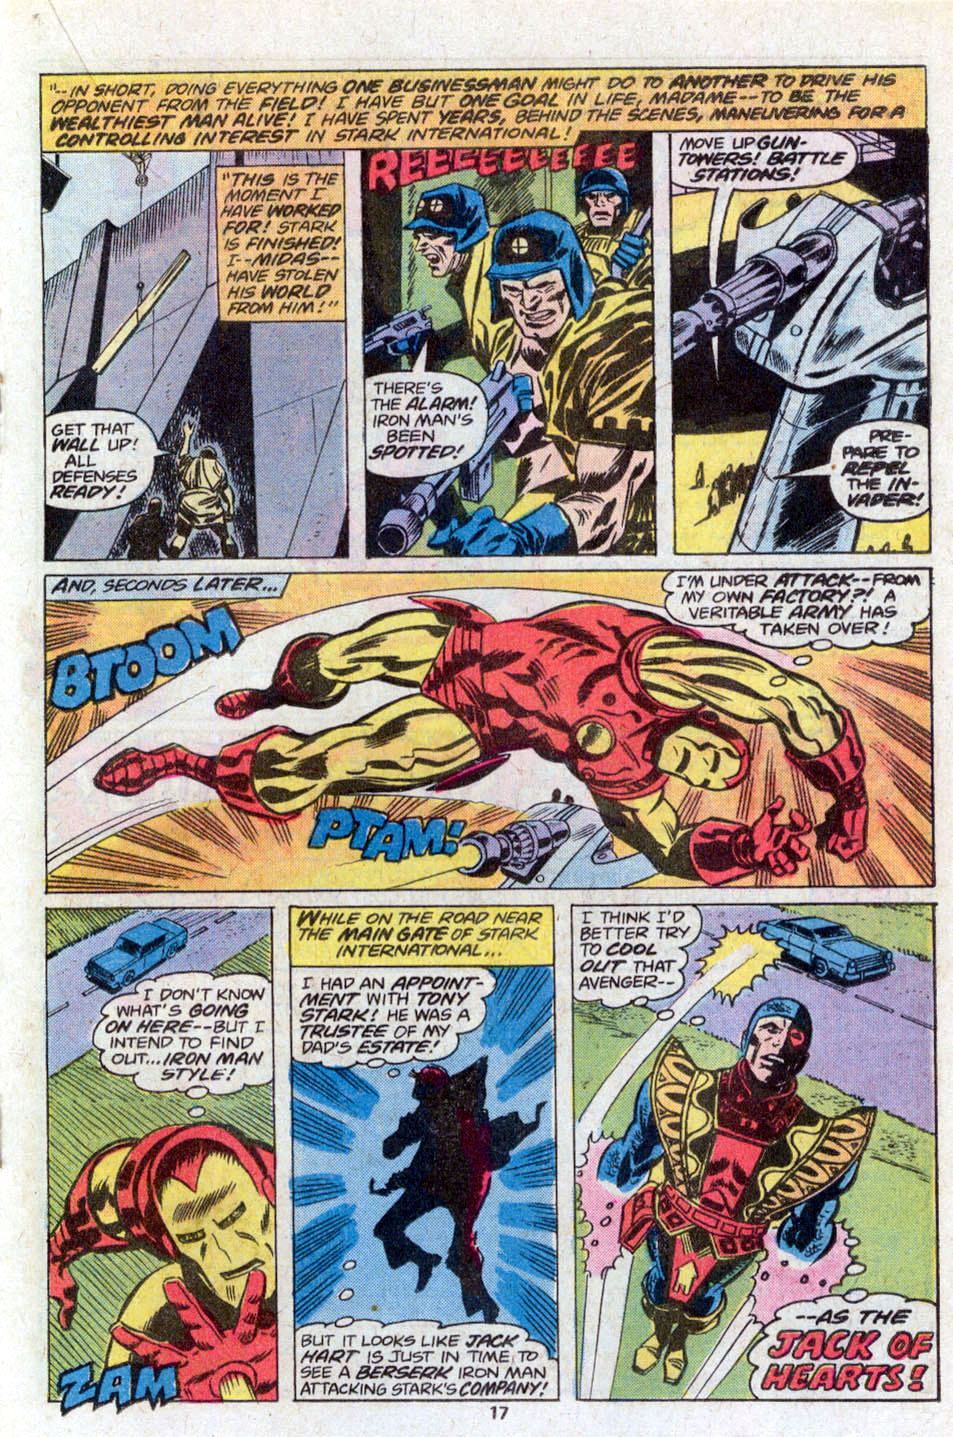 "--IN SHORT, DOING EVERYTHING ONE BUSINESSMAN MIGHT DO TO ANOTHER TO DRIVE HIS
OPPONENT FROM THE FIELD! I HAVE BUT ONE GOAL IN LIFE, MADAME--TO BE THE
WEALTHIEST MAN ALIVE! I HAVE SPENT YEARS, BEHIND THE SCENES, MANEUVERING FOR A
CONTROLLING INTEREST IN STARK INTERNATIONAL!
"THIS IS THE
MOMENT I
HAVE WORKED
FOR! STARK
IS FINISHED!
I--MIDAS--
HAVE STOLEN
HIS WORLD
FROM HIM!"
GET THAT
WALL UP!
ALL
DEFENSES
READY!
REEEEEEEEEE
THERE'S
THE ALARM!
IRON MAN'S
BEEN
SPOTTED!
MOVE UP GUN-
TOWERS! BATTLE
STATIONS!
PRE-
PARE TO
REPEL
THE IN-
VADER!
AND, SECONDS LATER...
BTOOM
I'M UNDER ATTACK--FROM
MY OWN FACTORY?! A
VERITABLE ARMY HAS
TAKEN OVER!
PTAM!
I DON'T KNOW
WHAT'S GOING
ON HERE--BUT I
INTEND TO FIND
OUT...IRON MAN
STYLE!
ZAM
WHILE ON THE ROAD NEAR
THE MAIN GATE OF STARK
INTERNATIONAL...
I HAD AN APPOINT-
MENT WITH TONY
STARK! HE WAS A
TRUSTEE OF MY
DAD'S ESTATE!
BUT IT LOOKS LIKE JACK
HART IS JUST IN TIME TO
SEE A BERSERK IRON MAN
ATTACKING STARK'S COMPANY!
I THINK I'D
BETTER TRY
TO COOL
OUT THAT
AVENGER--
--AS THE
JACK OF
HEARTS!
17